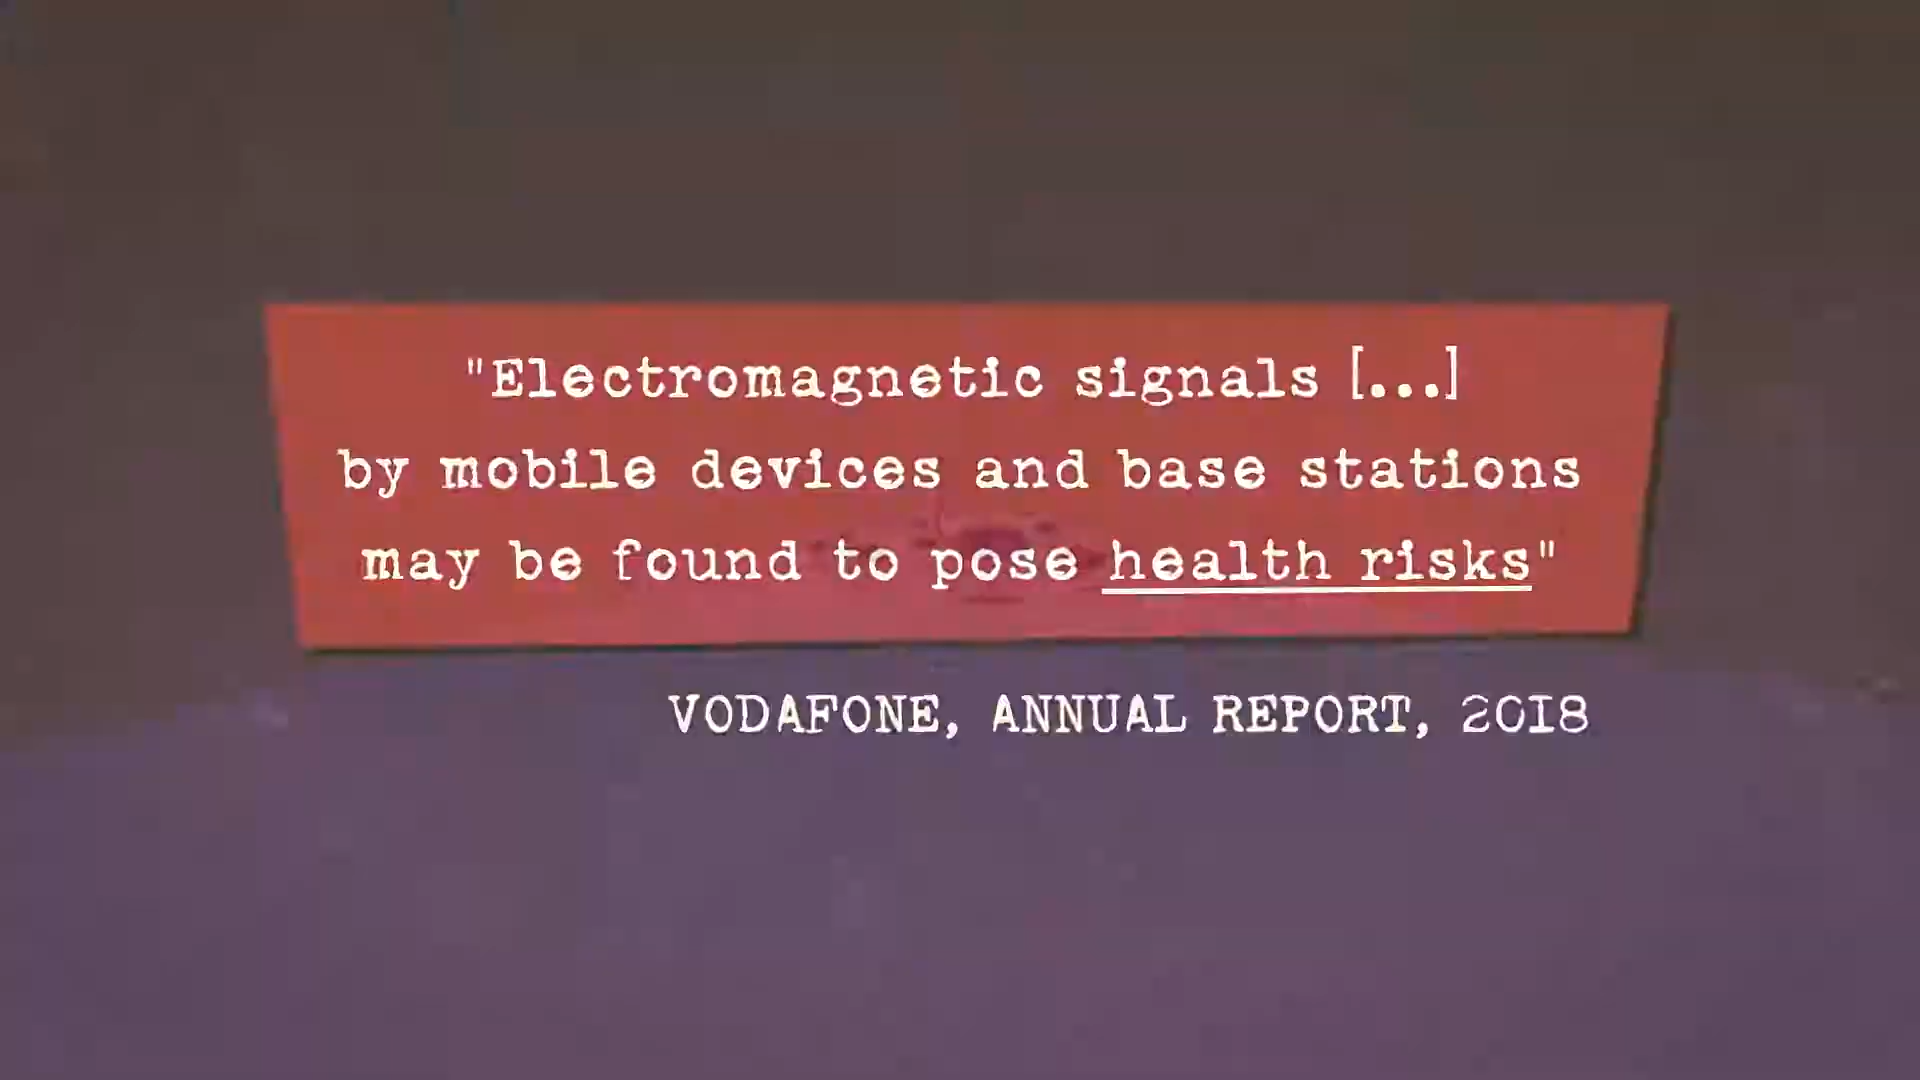 "Electromagnetic signals [...]
by mobile devices and base stations
may be found to pose health risks"
VODAFONE, ANNUAL REPORT, 2018